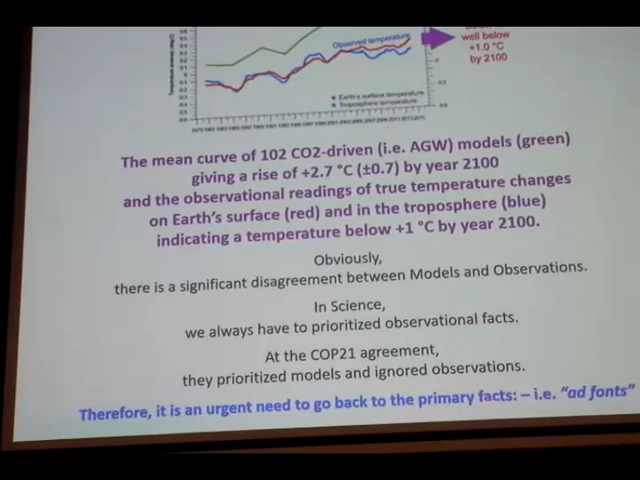 well below
+1.0 °C
by 2100
Observed temperature
Earth's surface temperature
Troposphere temperature
The mean curve of 102 CO2-driven (i.e. AGW) models (green)
giving a rise of +2.7 °C (±0.7) by year 2100
and the observational readings of true temperature changes
on Earth's surface (red) and in the troposphere (blue)
indicating a temperature below +1 °C by year 2100.
Obviously,
there is a significant disagreement between Models and Observations.
In Science,
we always have to prioritized observational facts.
At the COP21 agreement,
they prioritized models and ignored observations.
Therefore, it is an urgent need to go back to the primary facts: – i.e. “ad fonts”